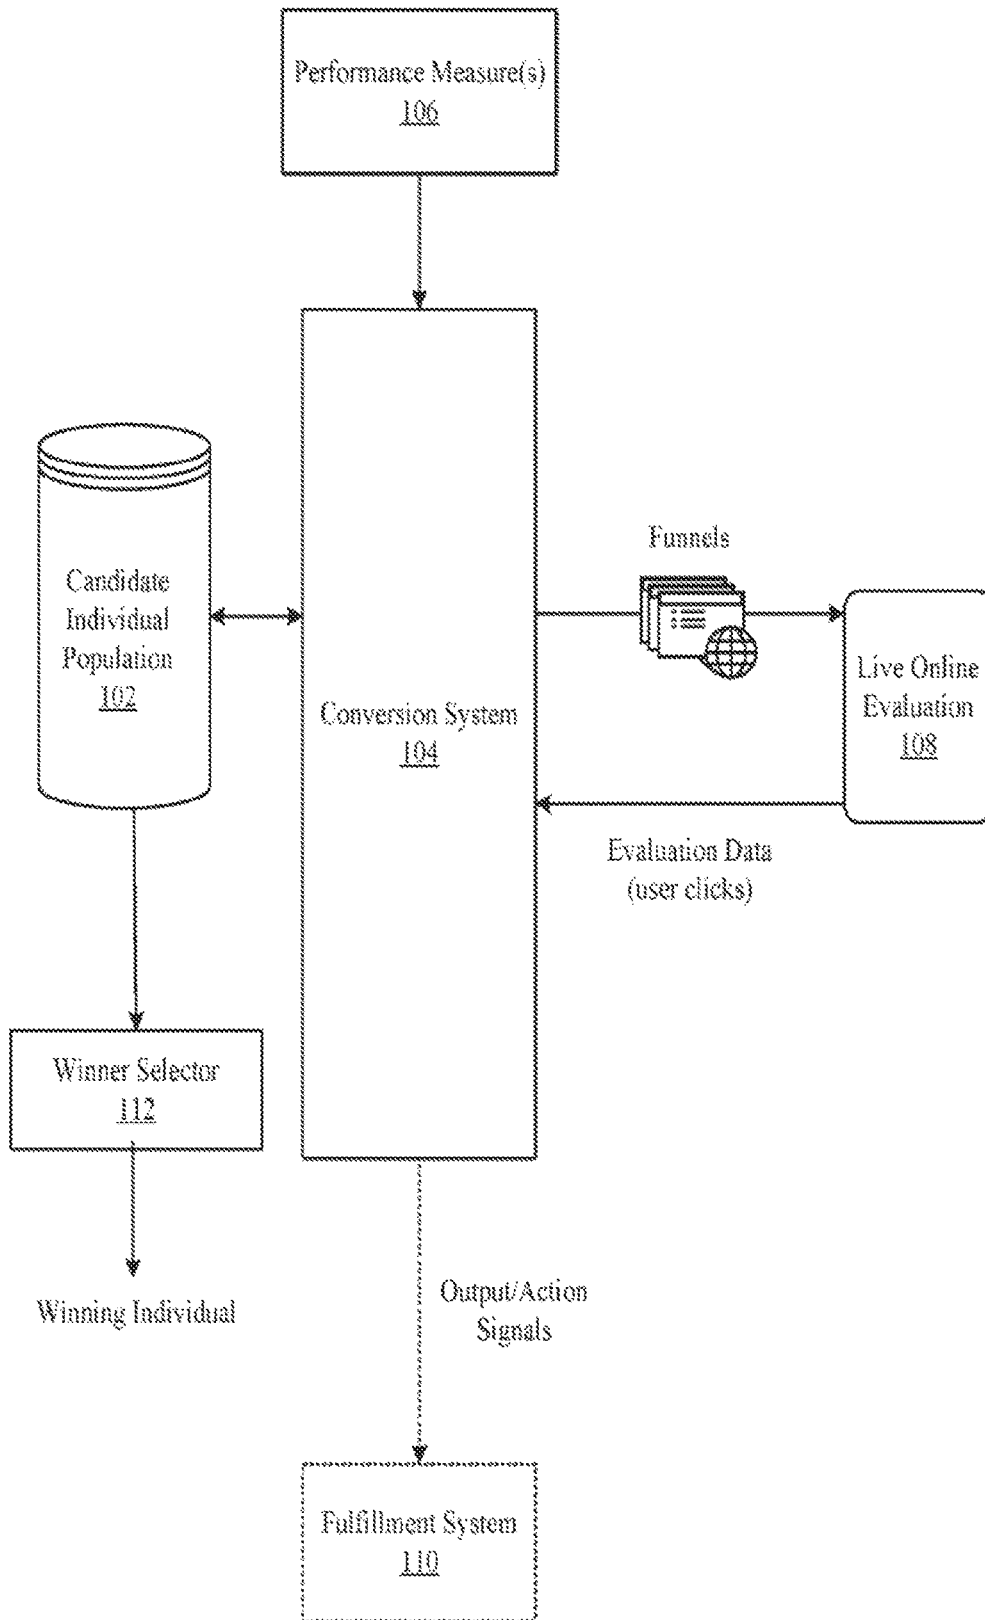 Performance Measure(s)
106
Funnels
Candidate
Individual
Population
102
Live Online
Evaluation
108
Conversion System
104
Evaluation Data
(user clicks)
Winner Selector
112
Winning Individual
Output/Action
Signals
Fulfillment System
110